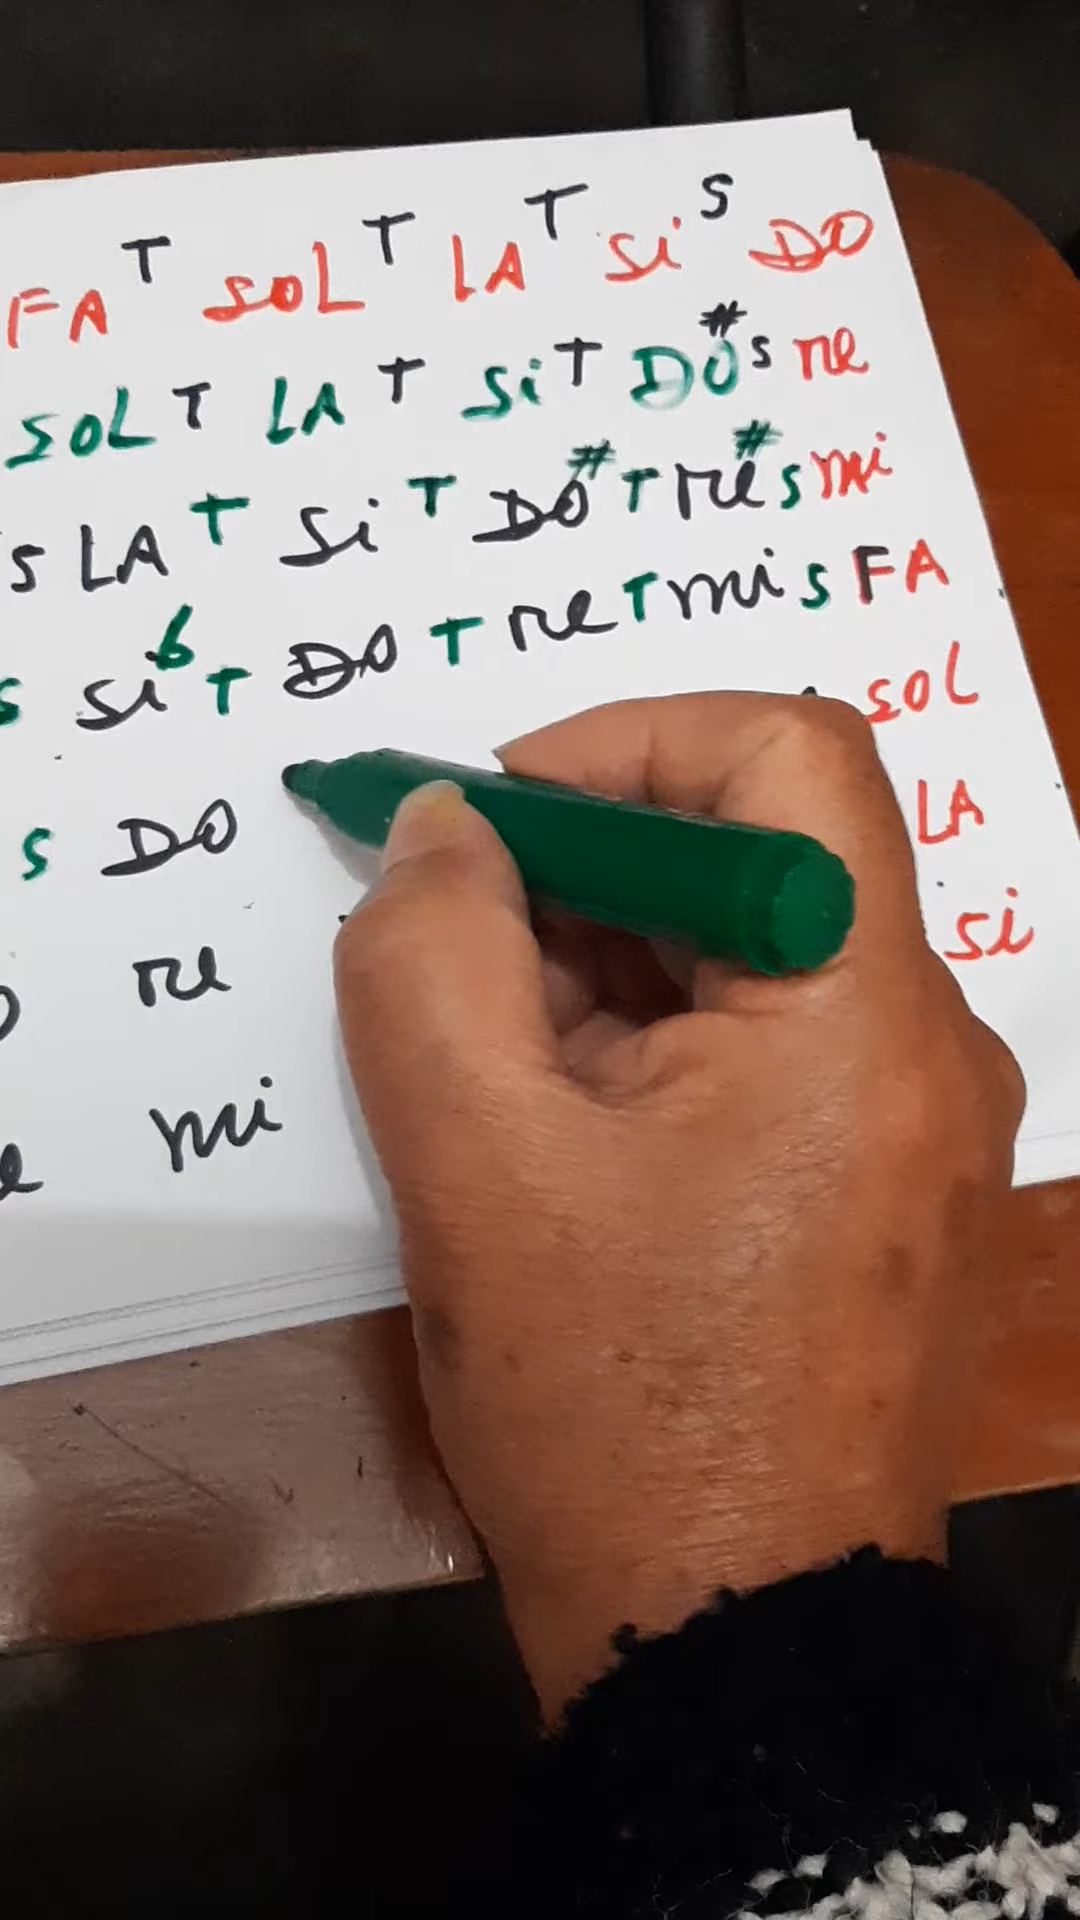 FA T SOL T LA T Si S DO
SOL T LA T Si T DO# S re
S LA T Si T DO# T re# S mi
S Sib T DO T re T mi S FA
S DO SOL
re LA
mi Si